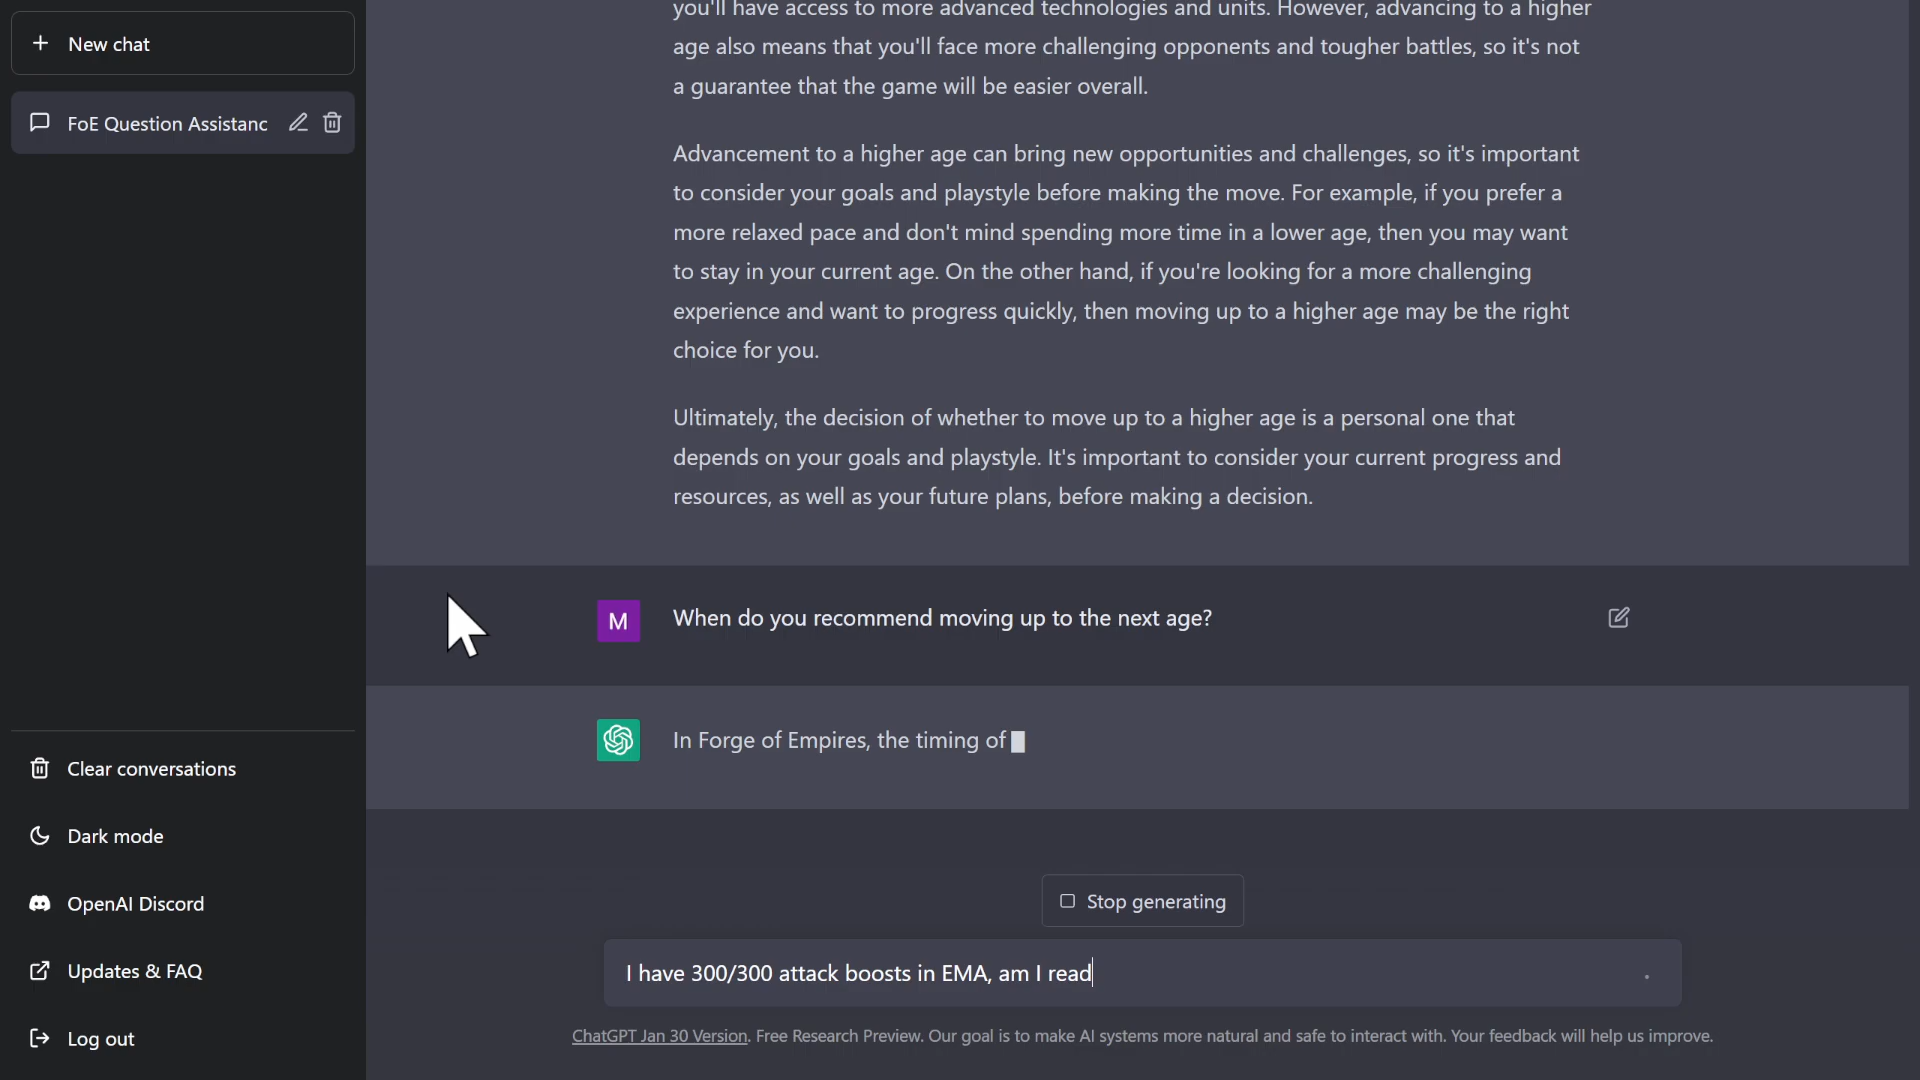 New chat
FoE Question Assistanc
Clear conversations
Dark mode
OpenAI Discord
Updates & FAQ
Log out
you'll have access to more advanced technologies and units. However, advancing to a higher
age also means that you'll face more challenging opponents and tougher battles, so it's not
a guarantee that the game will be easier overall.
Advancement to a higher age can bring new opportunities and challenges, so it's important
to consider your goals and playstyle before making the move. For example, if you prefer a
more relaxed pace and don't mind spending more time in a lower age, then you may want
to stay in your current age. On the other hand, if you're looking for a more challenging
experience and want to progress quickly, then moving up to a higher age may be the right
choice for you.
Ultimately, the decision of whether to move up to a higher age is a personal one that
depends on your goals and playstyle. It's important to consider your current progress and
resources, as well as your future plans, before making a decision.
M
When do you recommend moving up to the next age?
In Forge of Empires, the timing of
Stop generating
I have 300/300 attack boosts in EMA, am I read
ChatGPT Jan 30 Version. Free Research Preview. Our goal is to make AI systems more natural and safe to interact with. Your feedback will help us improve.